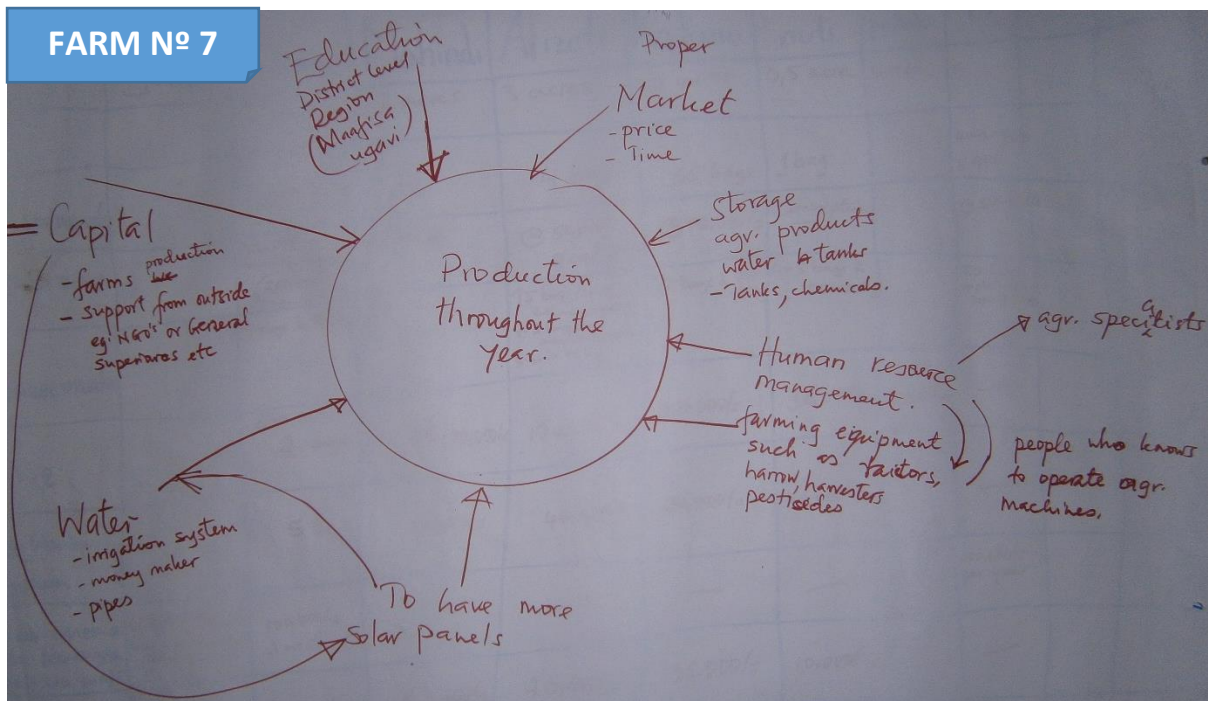 FARM Nº 7
Education
District level
Region
(Maafisa
ugavi)
Proper
Market
- price
- Time
Storage
agr. products
water tanks
- Tanks, chemicals.
= Capital
- farms production
- support from outside
eg: NGO's or General
superiores etc
Production
throughout the
year.
Human resource
management.
agr. specialists
farming equipment
such as tractors,
harrow, harvesters
pestisides
people who knows
to operate agr.
machines.
Water
- irrigation system
- money maker
- pipes
To have more
solar panels